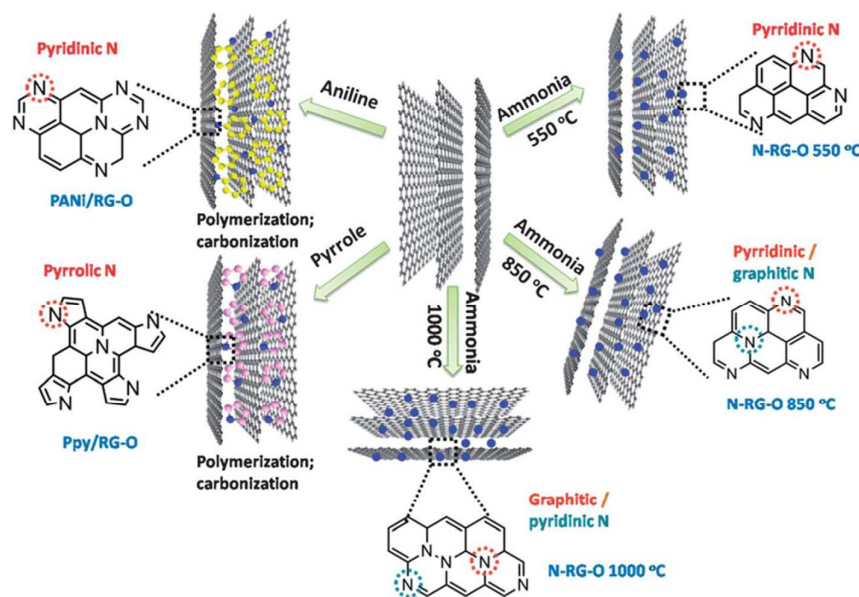 Pyridinic N
N
N
N
N
N
PANi/RG-O
Aniline
Polymerization;
carbonization
Ammonia
550 °C
Pyrridinic N
N
N
N
N-RG-O 550 °C
Pyrrolic N
N
N
N
N
N
Ppy/RG-O
Pyrrole
Polymerization;
carbonization
Ammonia
850 °C
Pyrridinic /
graphitic N
N
N
N
N
N-RG-O 850 °C
Ammonia
1000 °C
Graphitic /
pyridinic N
N
N
N
N
N
N-RG-O 1000 °C